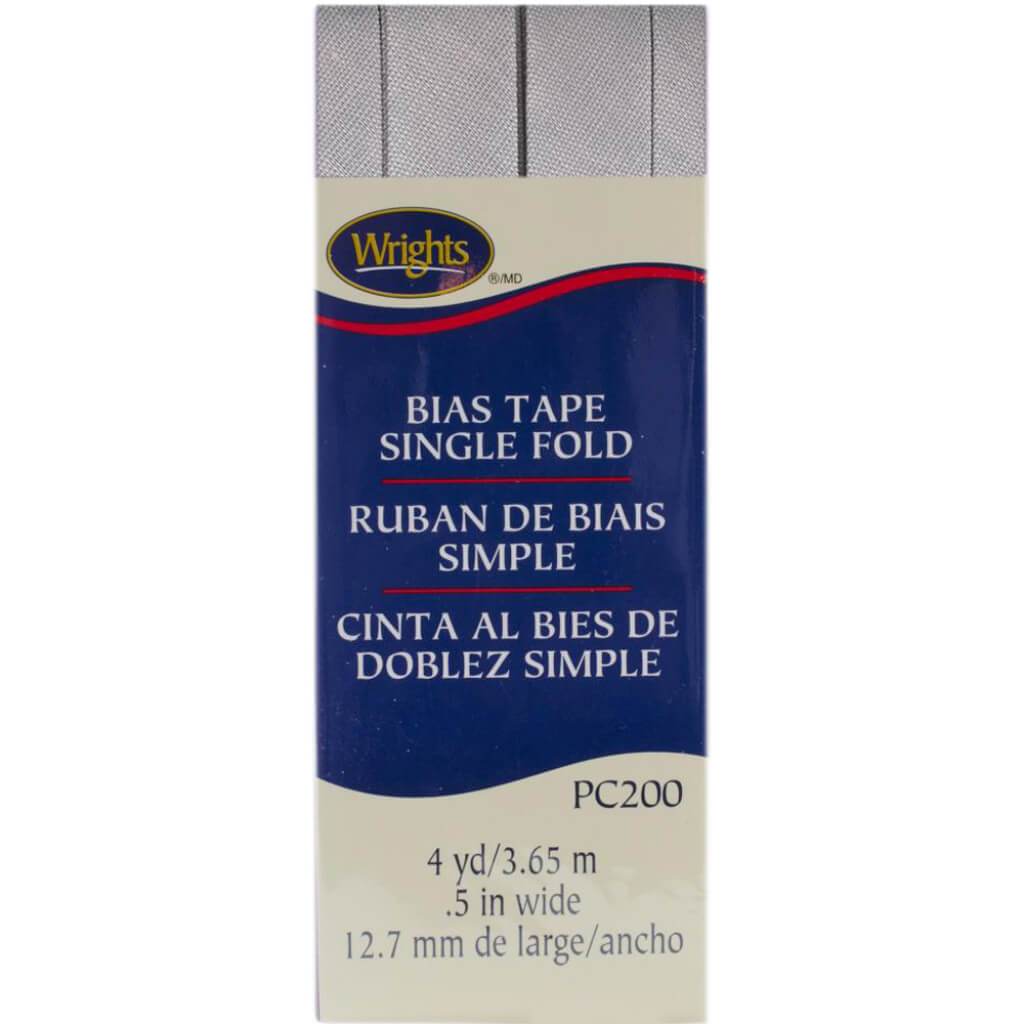 Wrights
®/MD
BIAS TAPE
SINGLE FOLD
RUBAN DE BIAIS
SIMPLE
CINTA AL BIES DE
DOBLEZ SIMPLE
PC200
4 yd/3.65 m
.5 in wide
12.7 mm de large/ancho